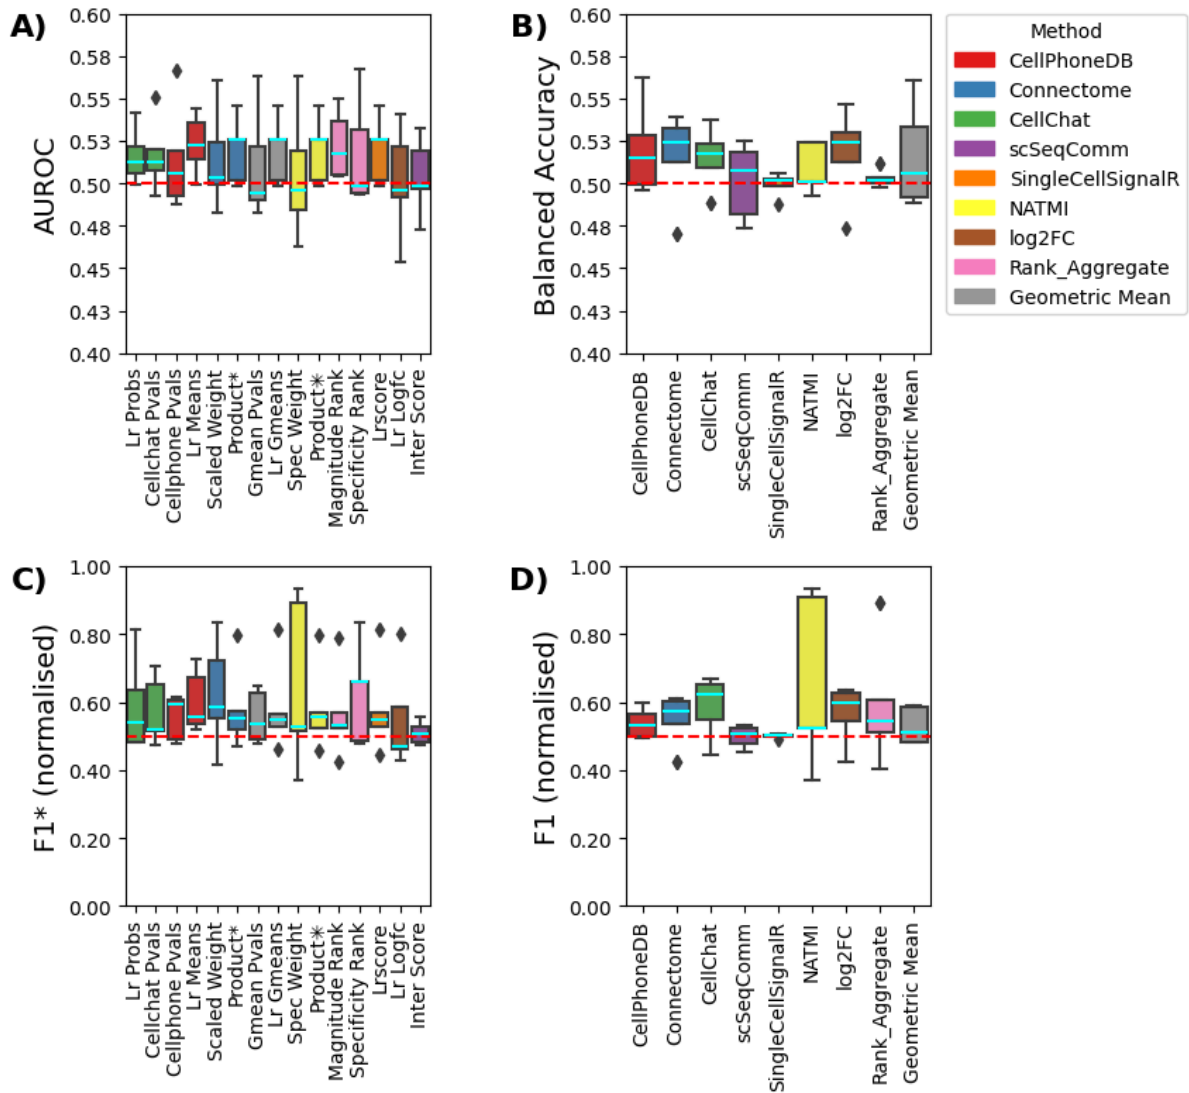 A)
AUROC
0.60
0.58
0.55
0.53
0.50
0.48
0.45
0.43
0.40
Lr Probs
Cellchat Pvals
Cellphone Pvals
Lr Means
Scaled Weight
Product*
Gmean Pvals
Lr Gmeans
Spec Weight
Product✳
Magnitude Rank
Specificity Rank
Lrscore
Lr Logfc
Inter Score
B)
Balanced Accuracy
0.60
0.58
0.55
0.53
0.50
0.48
0.45
0.43
0.40
CellPhoneDB
Connectome
CellChat
scSeqComm
SingleCellSignalR
NATMI
log2FC
Rank_Aggregate
Geometric Mean
Method
CellPhoneDB
Connectome
CellChat
scSeqComm
SingleCellSignalR
NATMI
log2FC
Rank_Aggregate
Geometric Mean
C)
F1* (normalised)
1.00
0.80
0.60
0.40
0.20
0.00
Lr Probs
Cellchat Pvals
Cellphone Pvals
Lr Means
Scaled Weight
Product*
Gmean Pvals
Lr Gmeans
Spec Weight
Product✳
Magnitude Rank
Specificity Rank
Lrscore
Lr Logfc
Inter Score
D)
F1 (normalised)
1.00
0.80
0.60
0.40
0.20
0.00
CellPhoneDB
Connectome
CellChat
scSeqComm
SingleCellSignalR
NATMI
log2FC
Rank_Aggregate
Geometric Mean